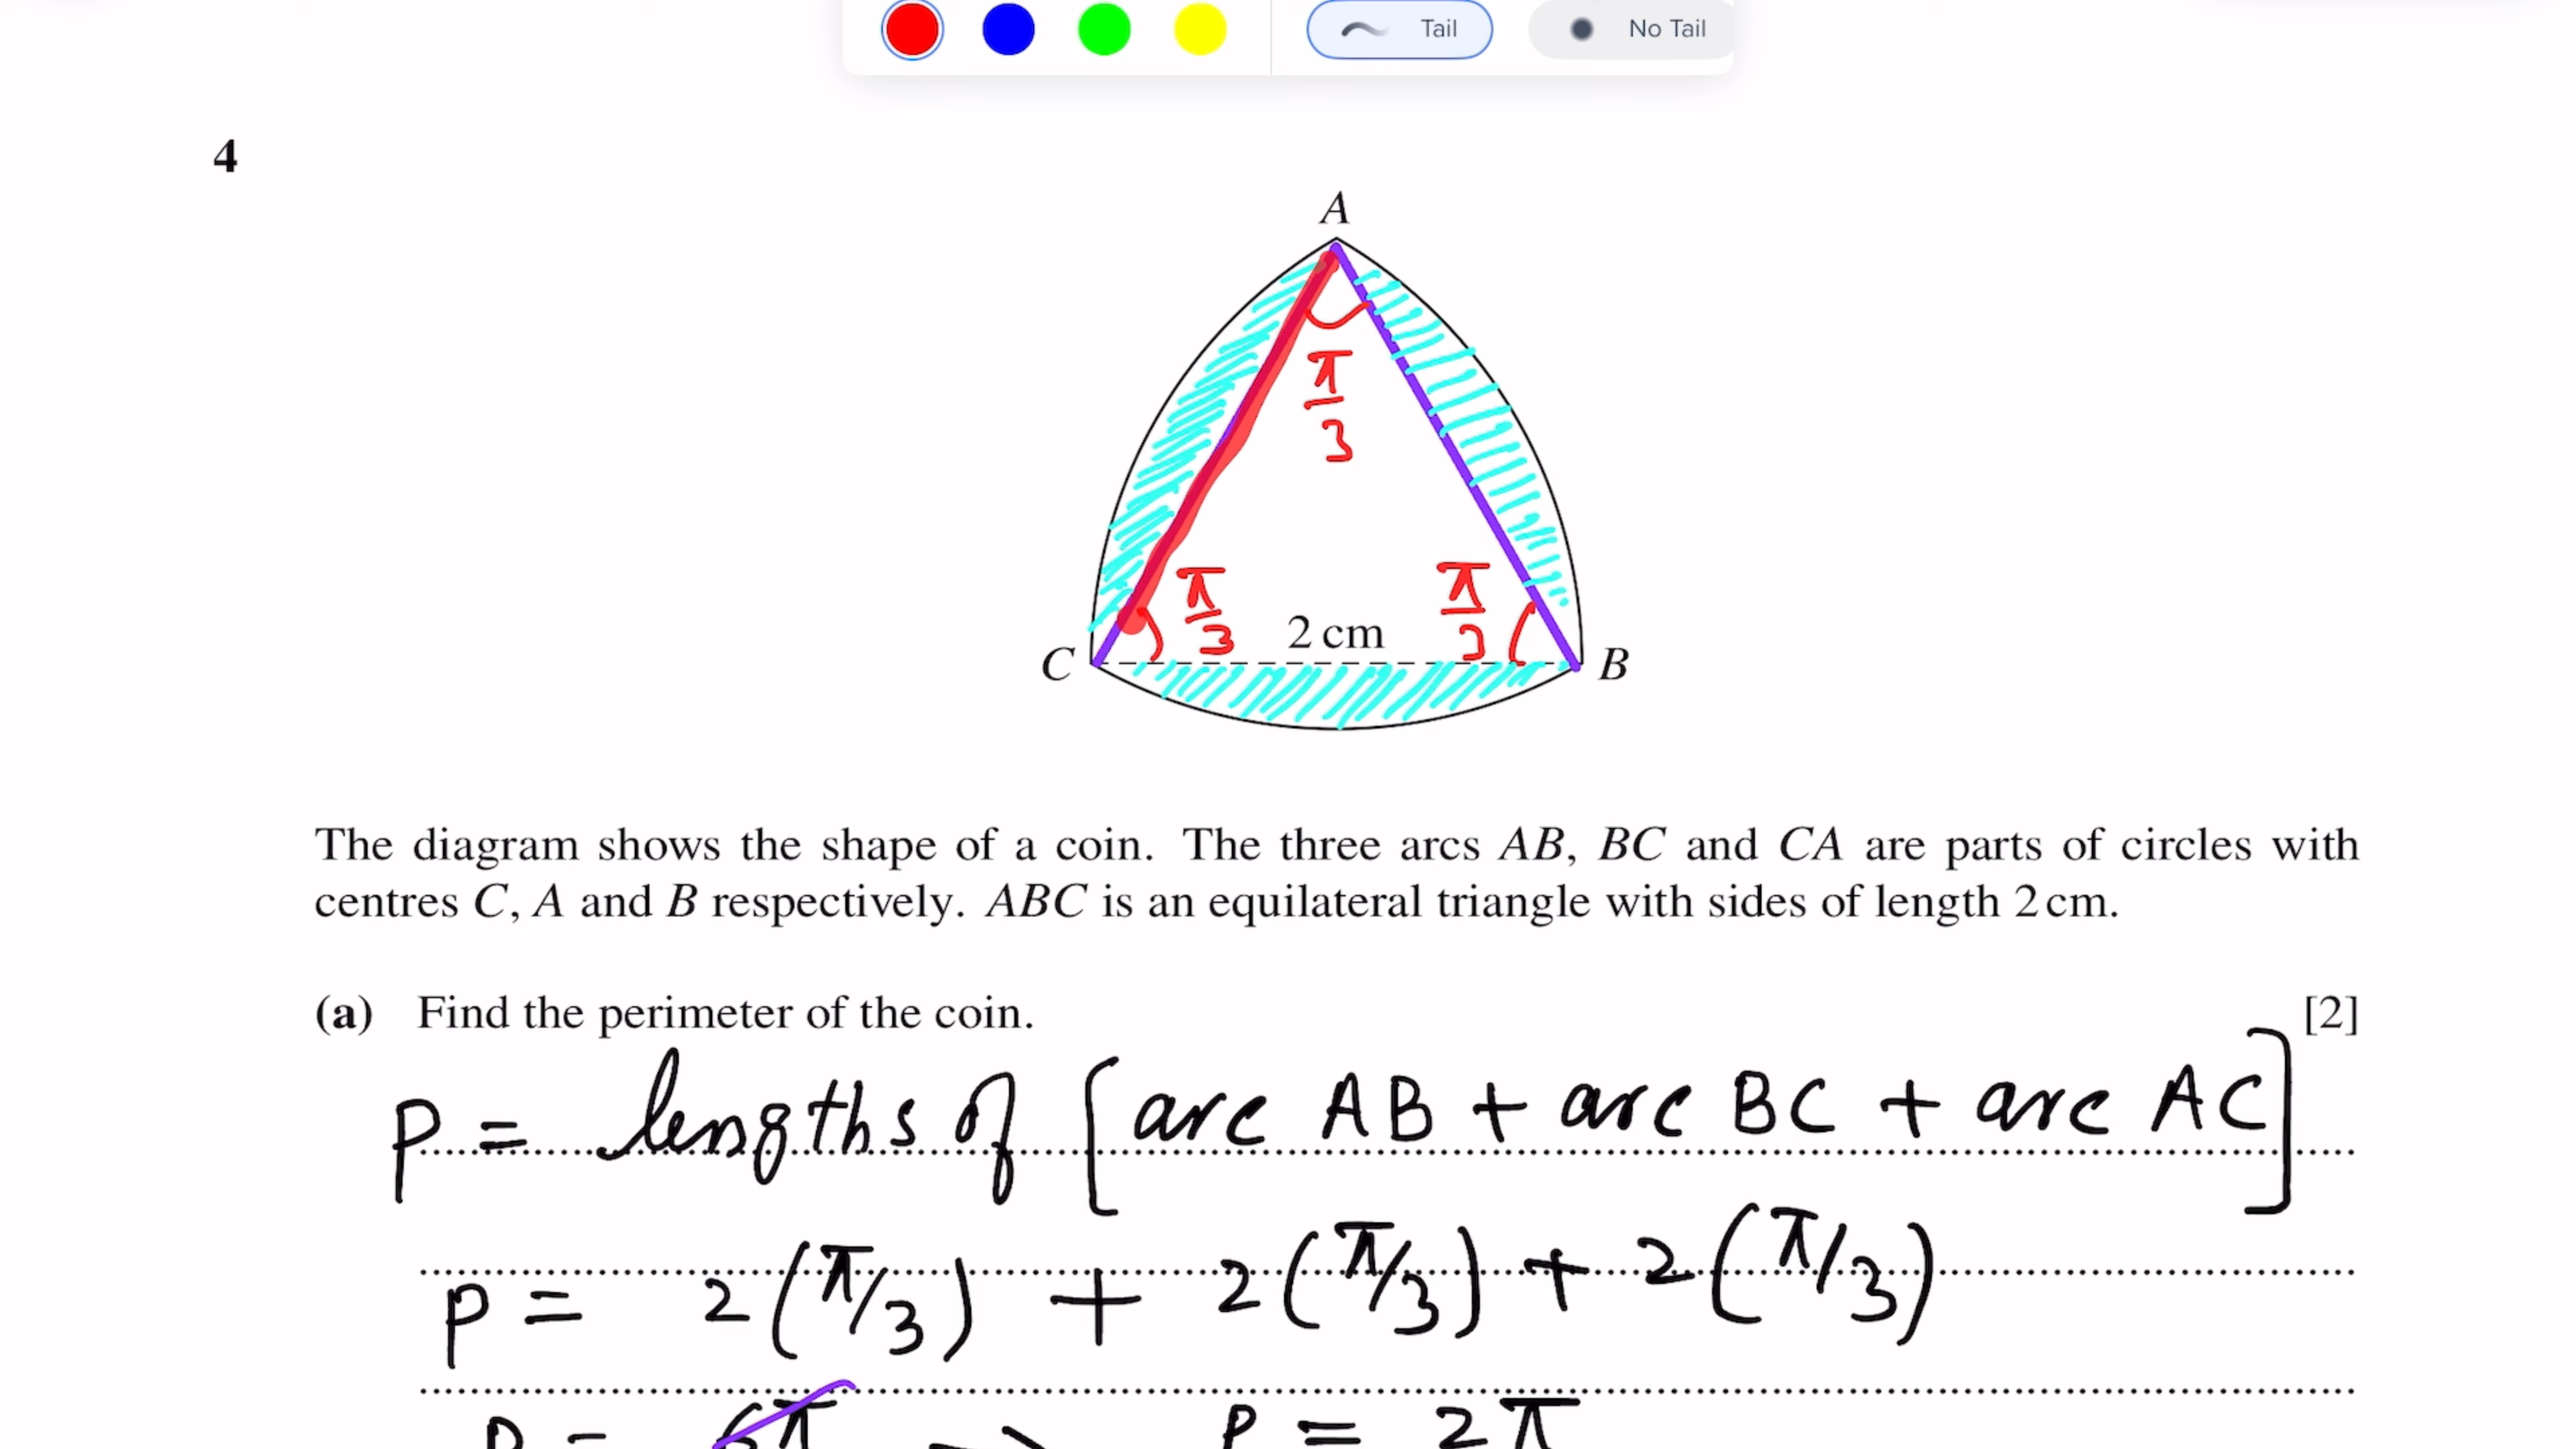 Tail No Tail
4
A
π/3
π/3 2 cm π/3
C B
The diagram shows the shape of a coin. The three arcs AB, BC and CA are parts of circles with
centres C, A and B respectively. ABC is an equilateral triangle with sides of length 2 cm.
(a) Find the perimeter of the coin. [2]
P = lengths of [arc AB + arc BC + arc AC]
P = 2(π/3) + 2(π/3) + 2(π/3)
P = 6π P = 2π